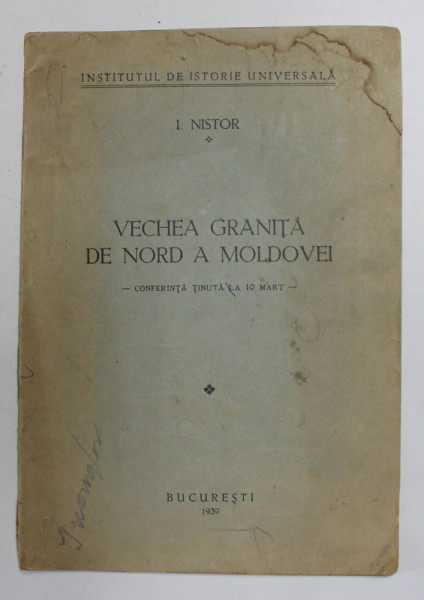 INSTITUTUL DE ISTORIE UNIVERSALĂ
I. NISTOR
VECHEA GRANIȚĂ
DE NORD A MOLDOVEI
— CONFERINȚĂ ȚINUTĂ LA 10 MART —
BUCUREȘTI
1939